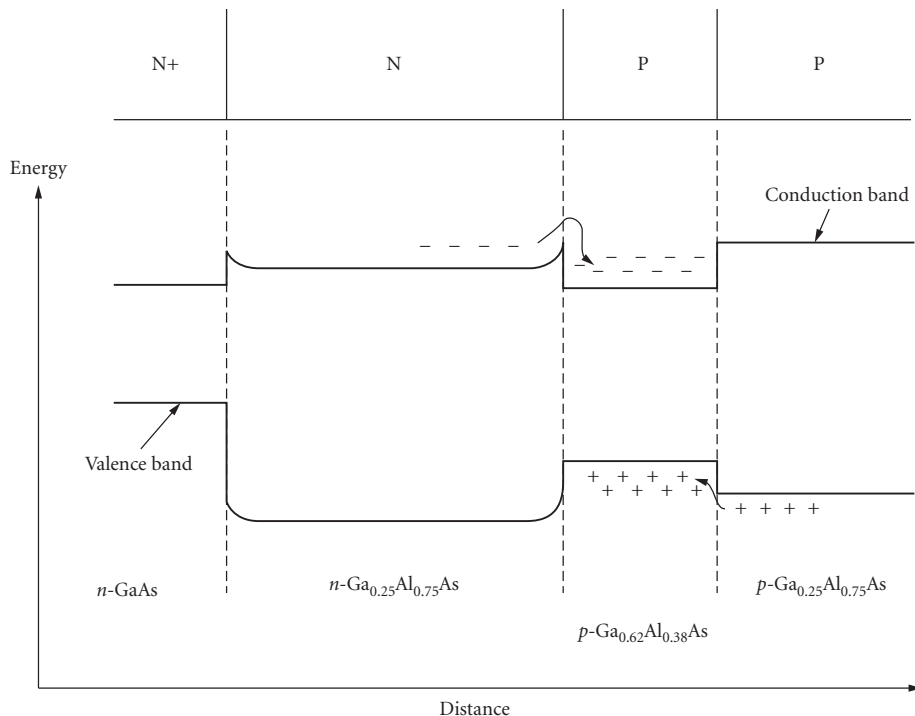 N+ N P P
Energy
Conduction band
Valence band
n-GaAs
n-Ga0.25Al0.75As
p-Ga0.25Al0.75As
p-Ga0.62Al0.38As
Distance